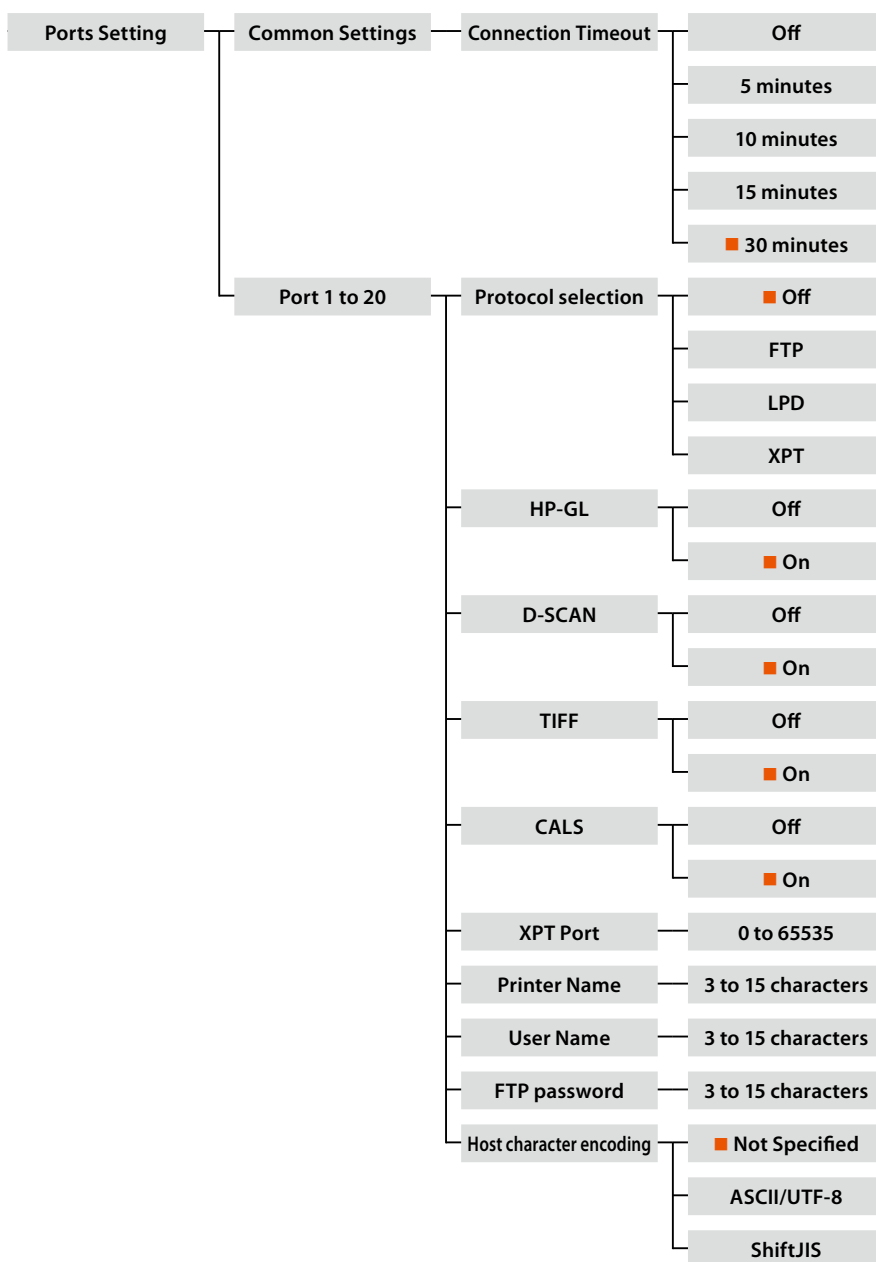 Ports Setting
Common Settings
Connection Timeout
Off
5 minutes
10 minutes
15 minutes
30 minutes
Port 1 to 20
Protocol selection
Off
FTP
LPD
XPT
HP-GL
Off
On
D-SCAN
Off
On
TIFF
Off
On
CALS
Off
On
XPT Port
0 to 65535
Printer Name
3 to 15 characters
User Name
3 to 15 characters
FTP password
3 to 15 characters
Host character encoding
Not Specified
ASCII/UTF-8
ShiftJIS